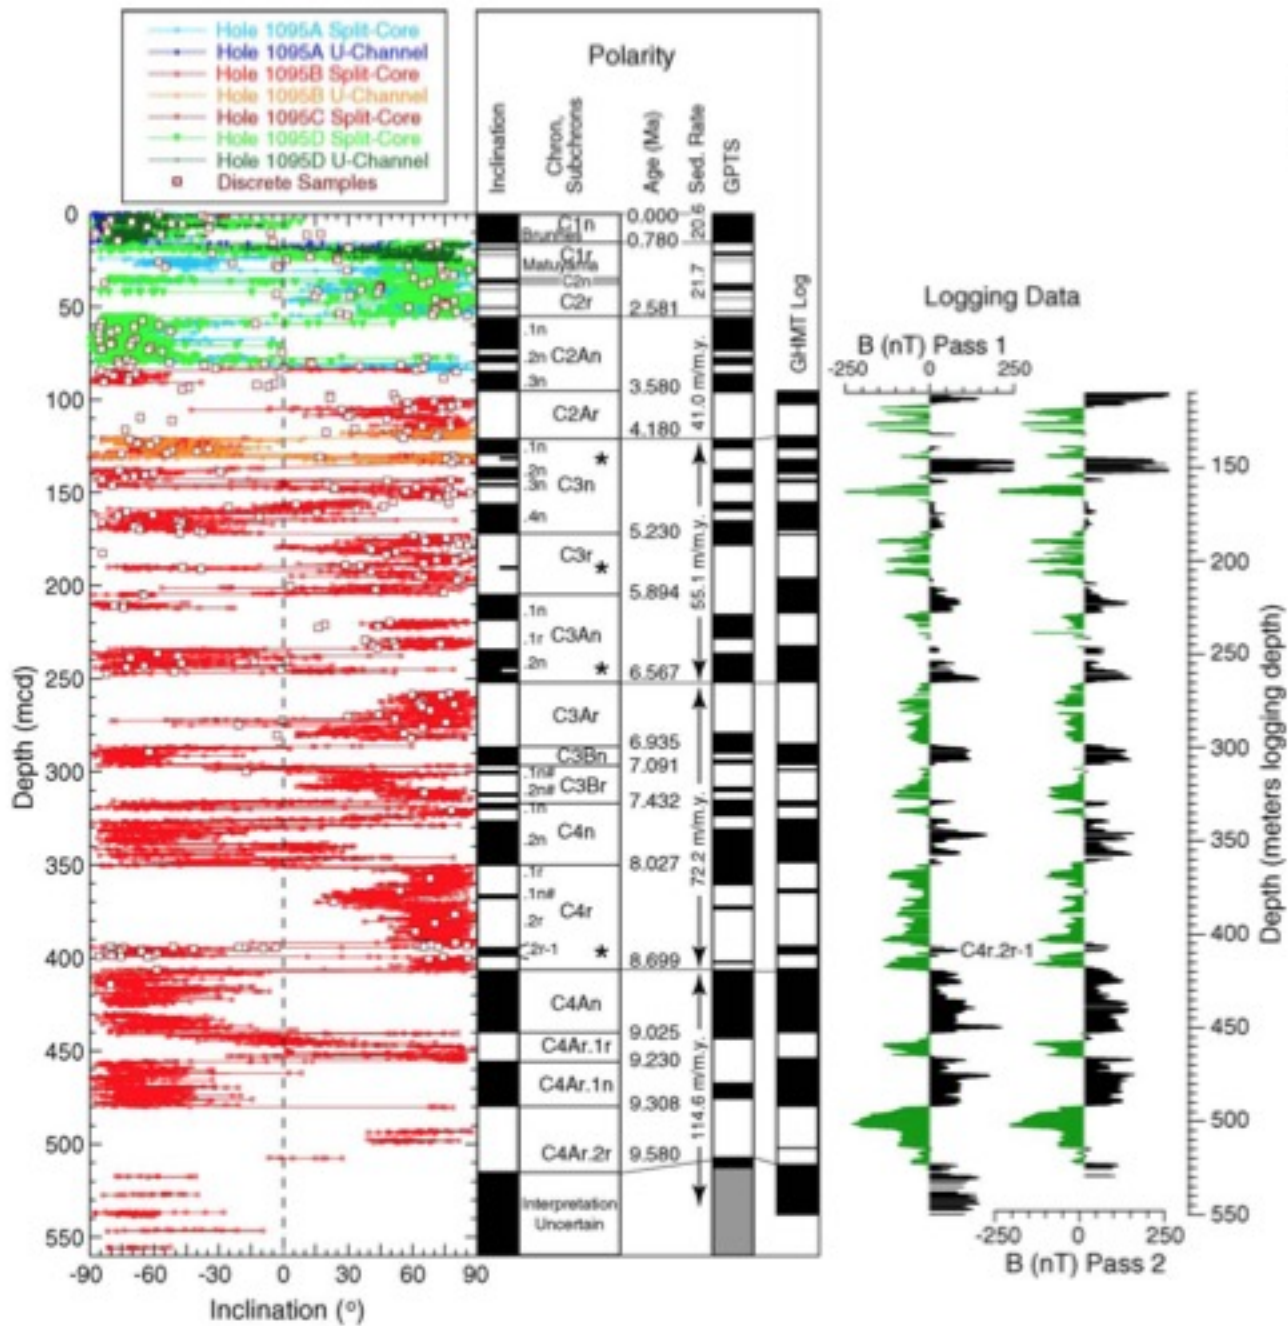 Hole 1095A Split-Core
Hole 1095A U-Channel
Hole 1095B Split-Core
Hole 1095B U-Channel
Hole 1095C Split-Core
Hole 1095D Split-Core
Hole 1095D U-Channel
Discrete Samples
Polarity
Inclination
Chron,
Subchrons
Age (Ma)
Sed. Rate
GPTS
GHMT Log
0
50
100
150
200
250
300
350
400
450
500
550
Depth (mcd)
-90
-60
-30
0
30
60
90
Inclination (°)
C1n
Brunhes
C1r
Matuyama
C2n
C2r
.1n
.2n
C2An
.3n
C2Ar
.1n
*
.2n
.3n
C3n
.4n
C3r
*
.1n
.1r
C3An
.2n
*
C3Ar
C3Bn
.1n#
.2n#
C3Br
.1n
C4n
.2n
.1r
.1n#
.2r
C4r
.2r-1
*
C4An
C4Ar.1r
C4Ar.1n
C4Ar.2r
Interpretation
Uncertain
0.000
0.780
2.581
3.580
4.180
5.230
5.894
6.567
6.935
7.091
7.432
8.027
8.699
9.025
9.230
9.308
9.580
20.6
21.7
41.0 m/m.y.
55.1 m/m.y.
72.2 m/m.y.
114.6 m/m.y.
Logging Data
B (nT) Pass 1
-250
0
250
C4r.2r-1
-250
0
250
B (nT) Pass 2
150
200
250
300
350
400
450
500
550
Depth (meters logging depth)